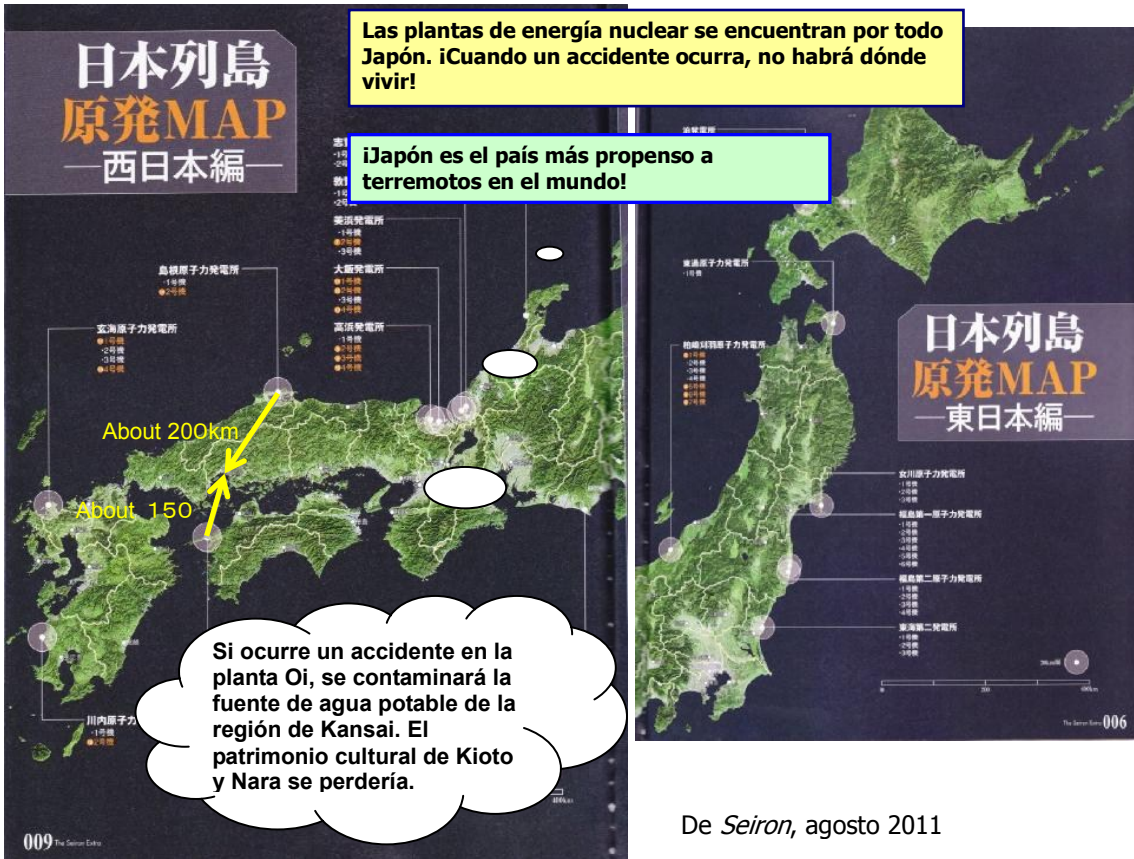 日本列島
原発MAP
—西日本編—
Las plantas de energía nuclear se encuentran por todo
Japón. ¡Cuando un accidente ocurra, no habrá dónde
vivir!
¡Japón es el país más propenso a
terremotos en el mundo!
美浜発電所
・1号機
2号機
・3号機
大飯発電所
1号機
2号機
・3号機
4号機
高浜発電所
・1号機
2号機
3号機
4号機
島根原子力発電所
・1号機
2号機
玄海原子力発電所
1号機
・2号機
・3号機
4号機
About 200km
About 150
川内原子力
・1号機
2号機
Si ocurre un accidente en la
planta Oi, se contaminará la
fuente de agua potable de la
región de Kansai. El
patrimonio cultural de Kioto
y Nara se perdería.
400km
009 The Seiron Extra
泊発電所
東通原子力発電所
・1号機
柏崎刈羽原子力発電所
日本列島
原発MAP
—東日本編—
女川原子力発電所
・1号機
・2号機
・3号機
福島第一原子力発電所
・1号機
・2号機
・3号機
・4号機
・5号機
・6号機
福島第二原子力発電所
・1号機
・2号機
・3号機
・4号機
東海第二発電所
0 200 400km
The Seiron Extra 006
De Seiron, agosto 2011